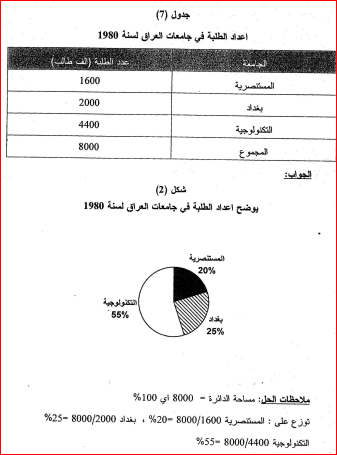 جدول (7)
اعداد الطلبة في جامعات العراق لسنة 1980
الجامعة	عدد الطلبة (الف طالب)
المستنصرية	1600
بغداد	2000
التكنولوجية	4400
المجموع	8000
الجواب:
شكل (2)
يوضح اعداد الطلبة في جامعات العراق لسنة 1980
المستنصرية
20%
التكنولوجية
55%
بغداد
25%
ملاحظات الحل: مساحة الدائرة = 8000 اي 100%
توزع على : المستنصرية 8000/1600 =20% ، بغداد 8000/2000 =25%
التكنولوجية 8000/4400 =55%